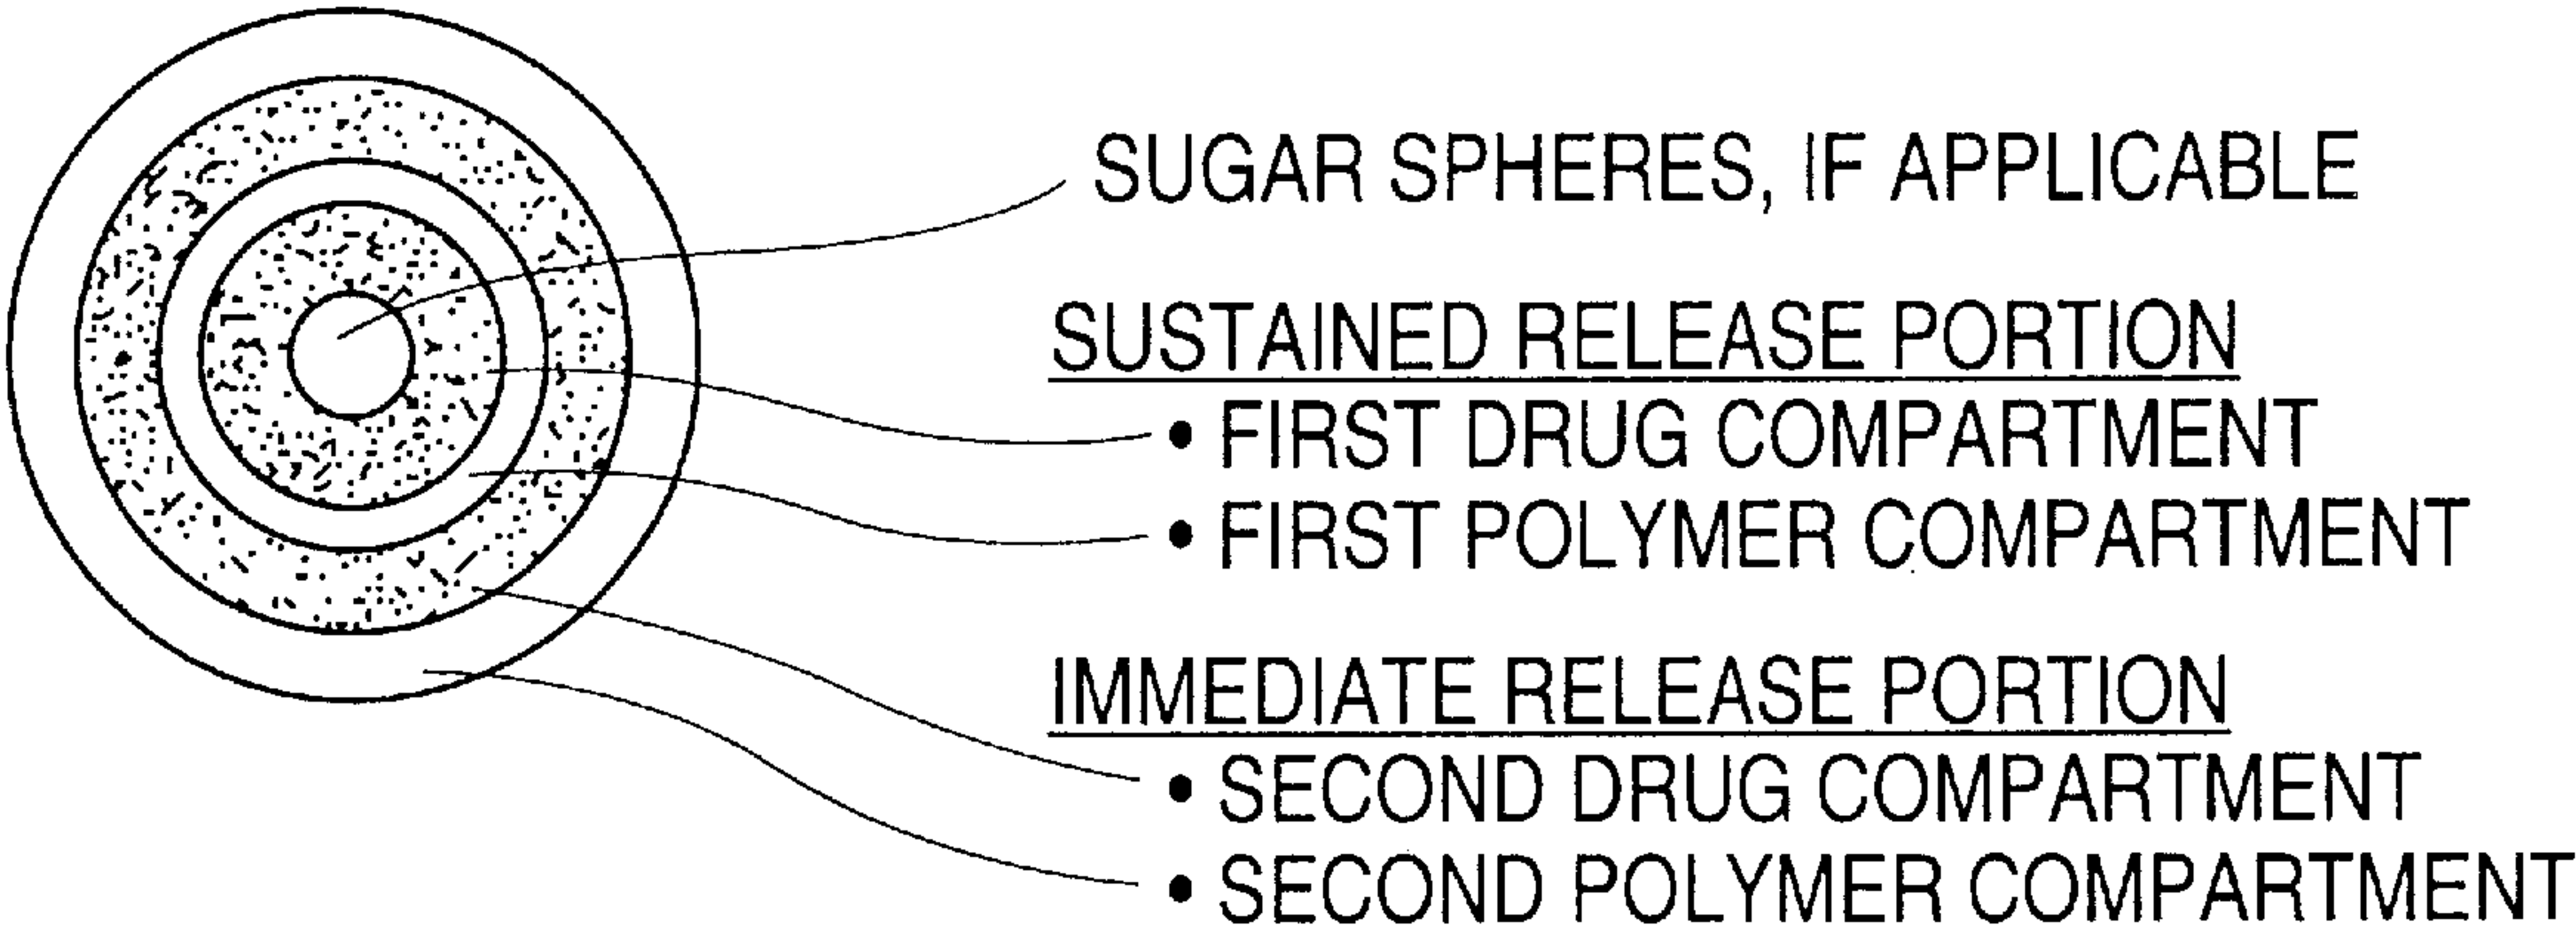 SUGAR SPHERES, IF APPLICABLE
SUSTAINED RELEASE PORTION
• FIRST DRUG COMPARTMENT
• FIRST POLYMER COMPARTMENT
IMMEDIATE RELEASE PORTION
• SECOND DRUG COMPARTMENT
• SECOND POLYMER COMPARTMENT